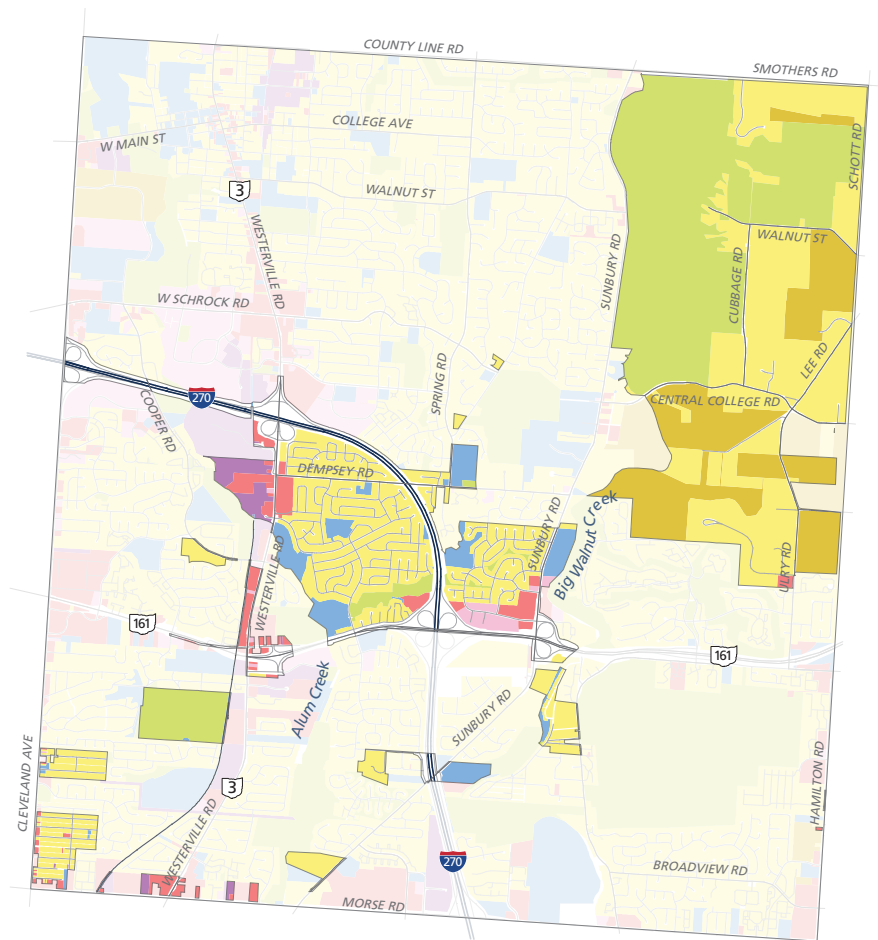 COUNTY LINE RD
SMOTHERS RD
COLLEGE AVE
W MAIN ST
SCHOTT RD
3
WALNUT ST
WESTERVILLE RD
WALNUT ST
SUNBURY RD
CUBBAGE RD
W SCHROCK RD
LEE RD
SPRING RD
270
COOPER RD
CENTRAL COLLEGE RD
DEMPSEY RD
SUNBURY RD
Big Walnut Creek
WESTERVILLE RD
ULRY RD
161
161
Alum Creek
SUNBURY RD
CLEVELAND AVE
HAMILTON RD
3
WESTERVILLE RD
270
BROADVIEW RD
MORSE RD